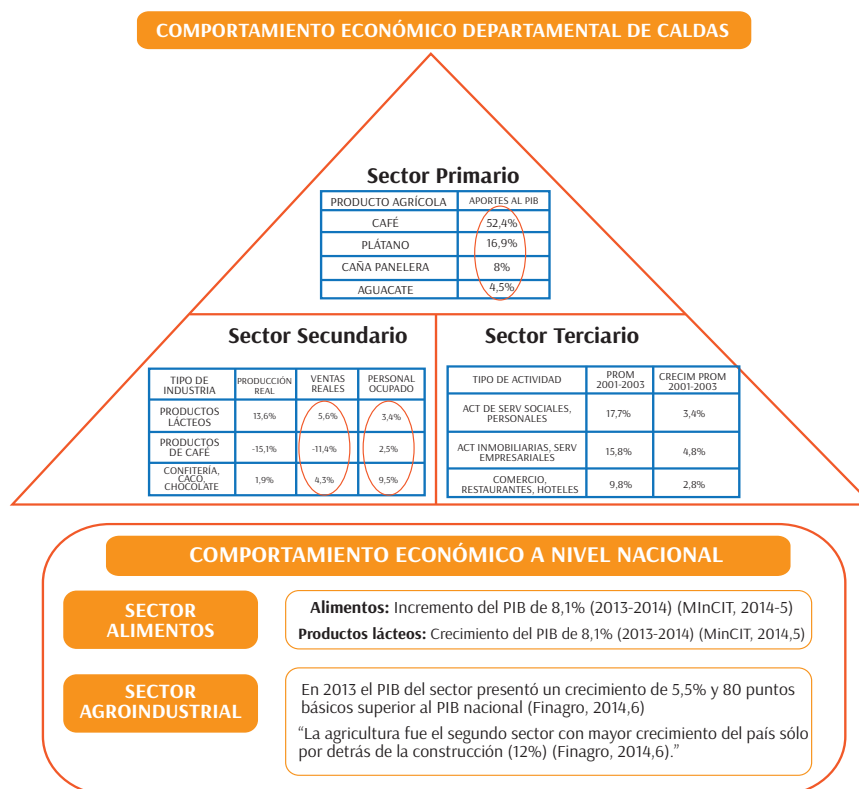 COMPORTAMIENTO ECONÓMICO DEPARTAMENTAL DE CALDAS
Sector Primario
PRODUCTO AGRÍCOLA APORTES AL PIB
CAFÉ 52,4%
PLÁTANO 16,9%
CAÑA PANELERA 8%
AGUACATE 4,5%
Sector Secundario
TIPO DE INDUSTRIA PRODUCCIÓN REAL VENTAS REALES PERSONAL OCUPADO
PRODUCTOS LÁCTEOS 13,6% 5,6% 3,4%
PRODUCTOS DE CAFÉ -15,1% -11,4% 2,5%
CONFITERÍA, CACO, CHOCOLATE 1,9% 4,3% 9,5%
Sector Terciario
TIPO DE ACTIVIDAD PROM 2001-2003 CRECIM PROM 2001-2003
ACT DE SERV SOCIALES, PERSONALES 17,7% 3,4%
ACT INMOBILIARIAS, SERV EMPRESARIALES 15,8% 4,8%
COMERCIO, RESTAURANTES, HOTELES 9,8% 2,8%
COMPORTAMIENTO ECONÓMICO A NIVEL NACIONAL
SECTOR
ALIMENTOS
Alimentos: Incremento del PIB de 8,1% (2013-2014) (MInCIT, 2014-5)
Productos lácteos: Crecimiento del PIB de 8,1% (2013-2014) (MinCIT, 2014,5)
SECTOR
AGROINDUSTRIAL
En 2013 el PIB del sector presentó un crecimiento de 5,5% y 80 puntos
básicos superior al PIB nacional (Finagro, 2014,6)
“La agricultura fue el segundo sector con mayor crecimiento del país sólo
por detrás de la construcción (12%) (Finagro, 2014,6).”